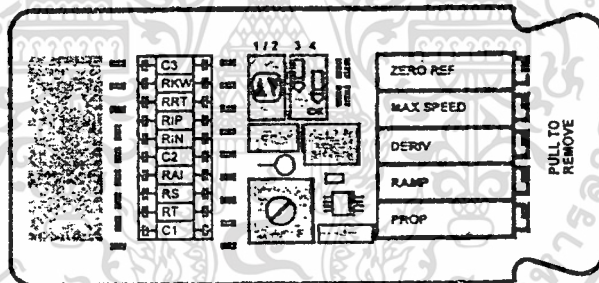 1 / 2 3 4
C3
RKW
RRT
RIP
RIN
C2
RAI
RS
RT
C1
ZERO REF
MAX SPEED
DERIV
RAMP
PROP
PULL TO
REMOVE